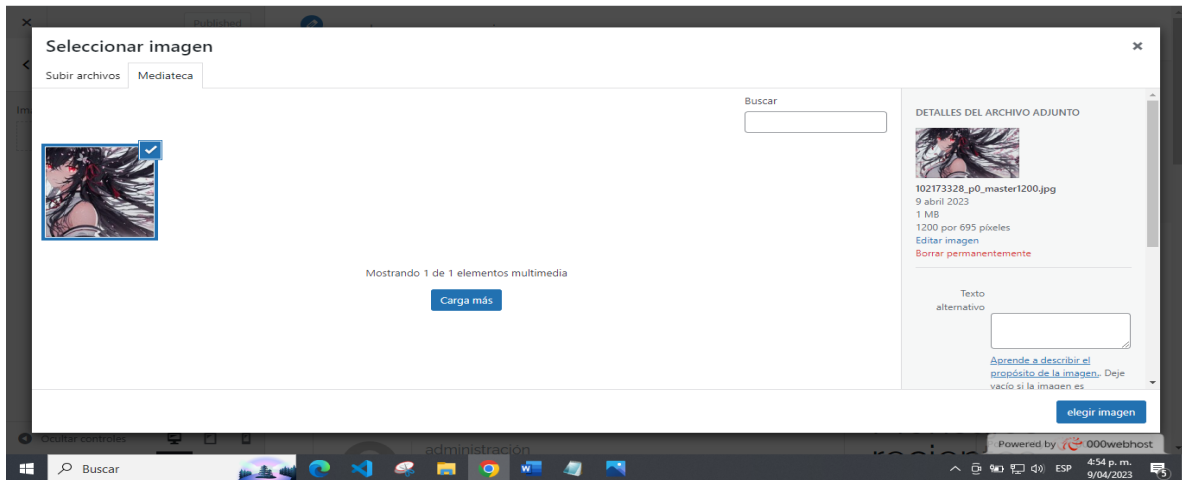 Published
Seleccionar imagen
Subir archivos Mediateca
Buscar
DETALLES DEL ARCHIVO ADJUNTO
102173328_p0_master1200.jpg
9 abril 2023
1 MB
1200 por 695 píxeles
Editar imagen
Borrar permanentemente
Mostrando 1 de 1 elementos multimedia
Carga más
Texto
alternativo
Aprende a describir el
propósito de la imagen. Deje
vacío si la imagen es
elegir imagen
Ocultar controles
administración
Powered by 000webhost
Buscar
ESP
4:54 p. m.
9/04/2023
5